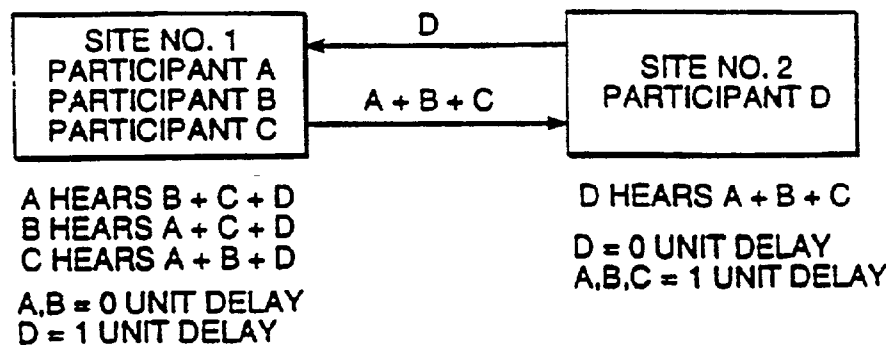 SITE NO. 1
PARTICIPANT A
PARTICIPANT B
PARTICIPANT C
D
A + B + C
SITE NO. 2
PARTICIPANT D
A HEARS B + C + D
B HEARS A + C + D
C HEARS A + B + D
A,B = 0 UNIT DELAY
D = 1 UNIT DELAY
D HEARS A + B + C
D = 0 UNIT DELAY
A,B,C = 1 UNIT DELAY